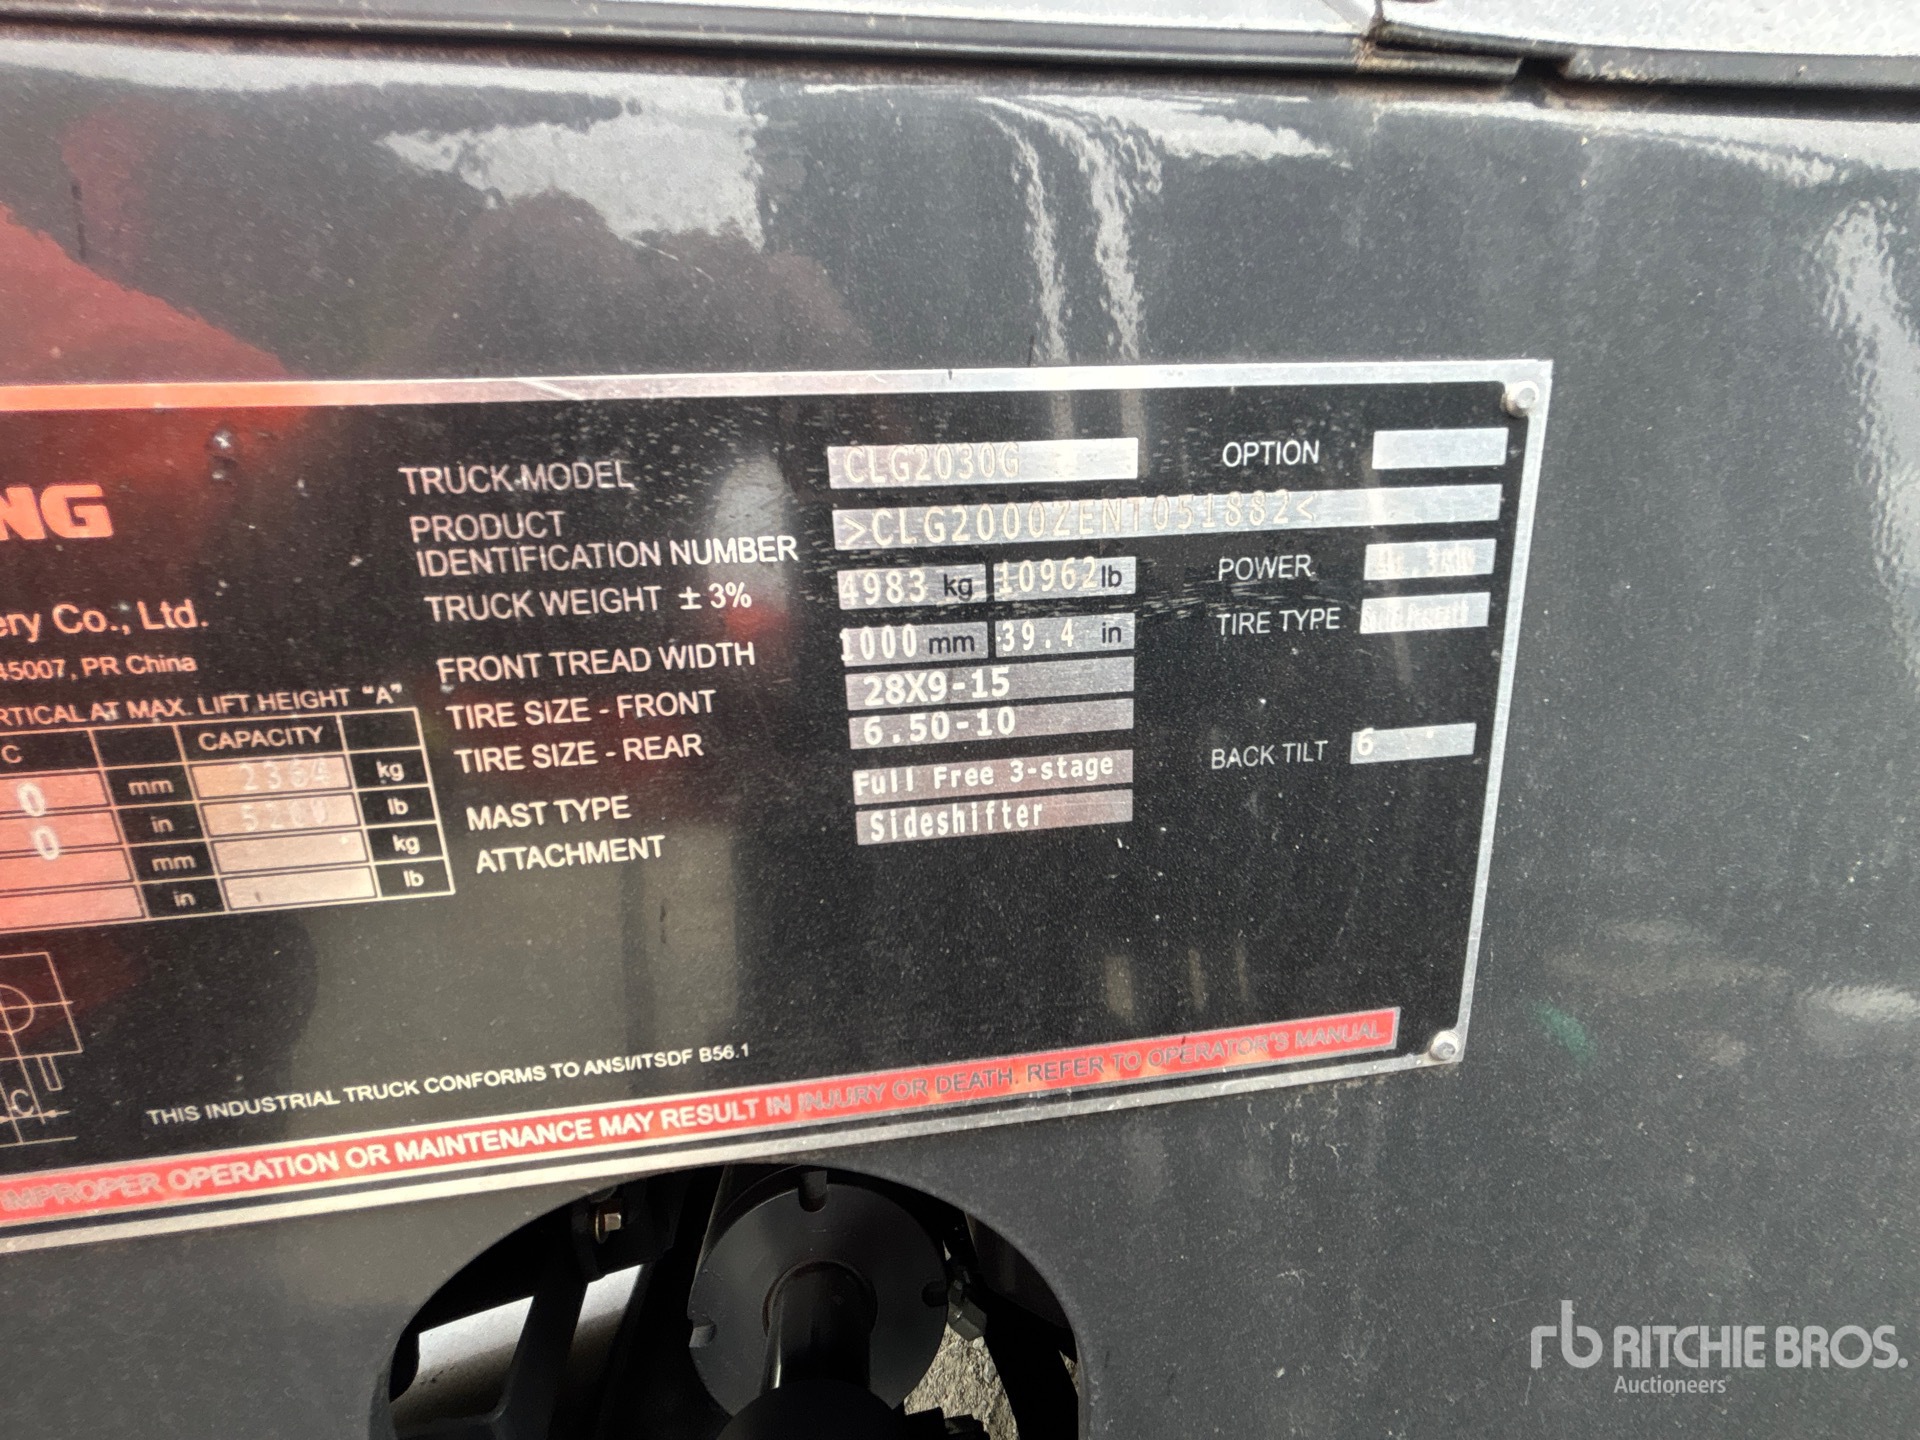 NG
ery Co., Ltd.
45007, PR China
RTICAL AT MAX. LIFT HEIGHT "A"
C CAPACITY
0 mm 2364 kg
0 in lb
mm kg
in lb
TRUCK MODEL CLG2030G OPTION
PRODUCT
IDENTIFICATION NUMBER >CLG2000ZENT051882<
POWER
TRUCK WEIGHT ± 3% 4983 kg 10962 lb
TIRE TYPE
FRONT TREAD WIDTH 1000 mm 39.4 in
TIRE SIZE - FRONT 28X9-15
TIRE SIZE - REAR 6.50-10
BACK TILT 6 °
MAST TYPE Full Free 3-stage
ATTACHMENT Sideshifter
C
THIS INDUSTRIAL TRUCK CONFORMS TO ANSI/ITSDF B56.1
IMPROPER OPERATION OR MAINTENANCE MAY RESULT IN INJURY OR DEATH. REFER TO OPERATOR'S MANUAL
rb RITCHIE BROS.
Auctioneers